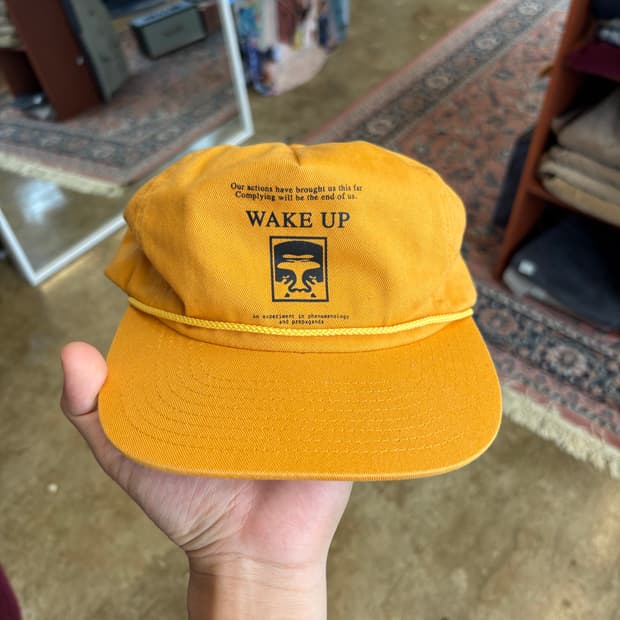 Our actions have brought us this far
Complying will be the end of us.
WAKE UP
An experiment in phenomenology
and propaganda